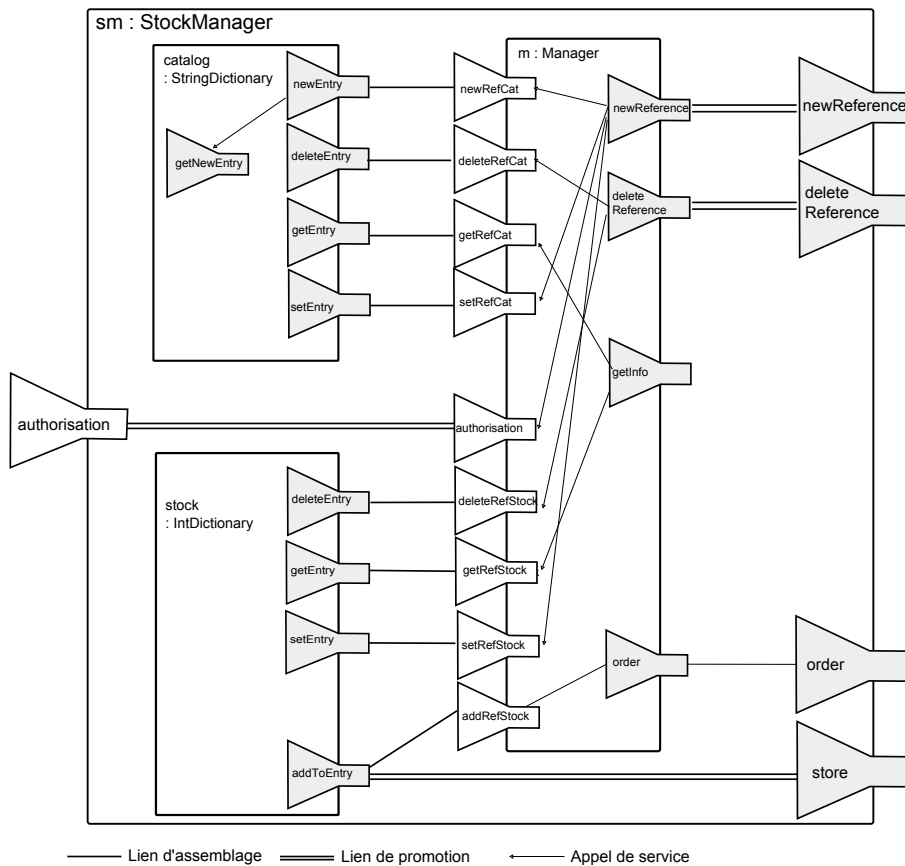 sm : StockManager
catalog
: StringDictionary
m : Manager
newEntry
newRefCat
newReference
newReference
getNewEntry
deleteEntry
deleteRefCat
delete
Reference
delete
Reference
getEntry
getRefCat
setEntry
setRefCat
getInfo
authorisation
authorisation
stock
: IntDictionary
deleteEntry
deleteRefStock
getEntry
getRefStock
setEntry
setRefStock
order
order
addRefStock
addToEntry
store
Lien d'assemblage
Lien de promotion
Appel de service